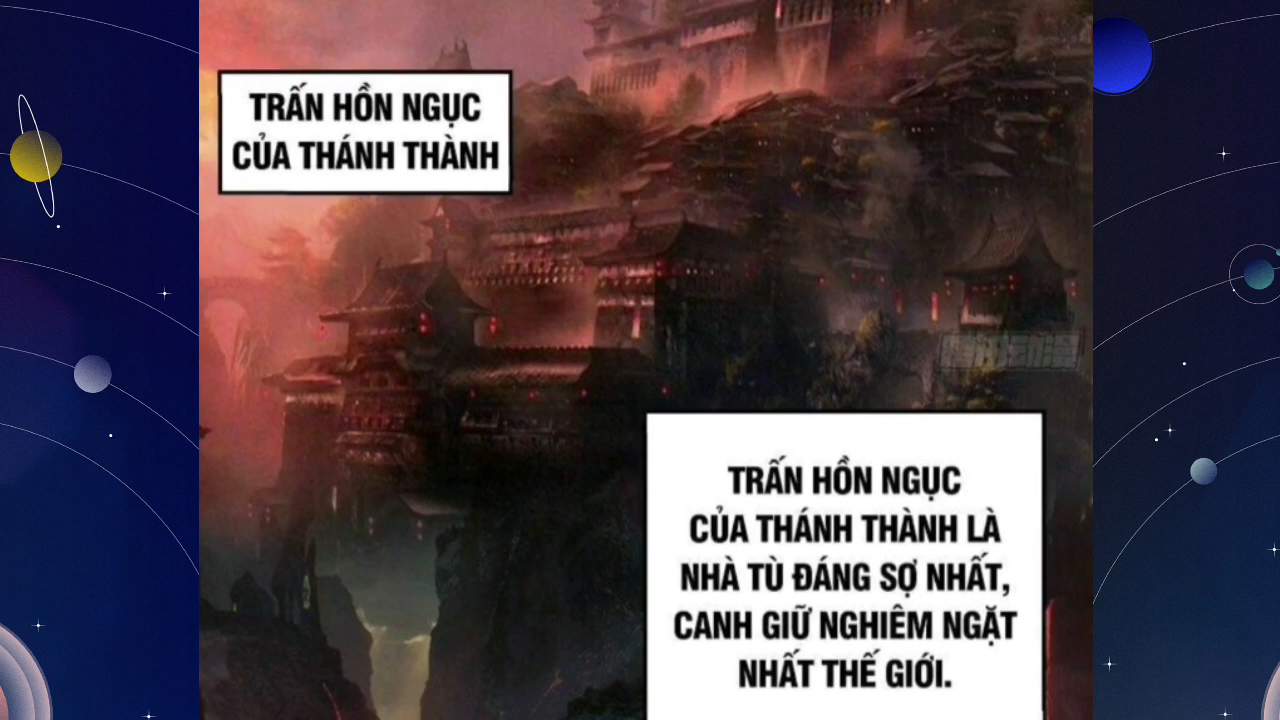 TRẤN HỒN NGỤC
CỦA THÁNH THÀNH
TRẤN HỒN NGỤC
CỦA THÁNH THÀNH LÀ
NHÀ TÙ ĐÁNG SỢ NHẤT,
CANH GIỮ NGHIÊM NGẶT
NHẤT THẾ GIỚI.